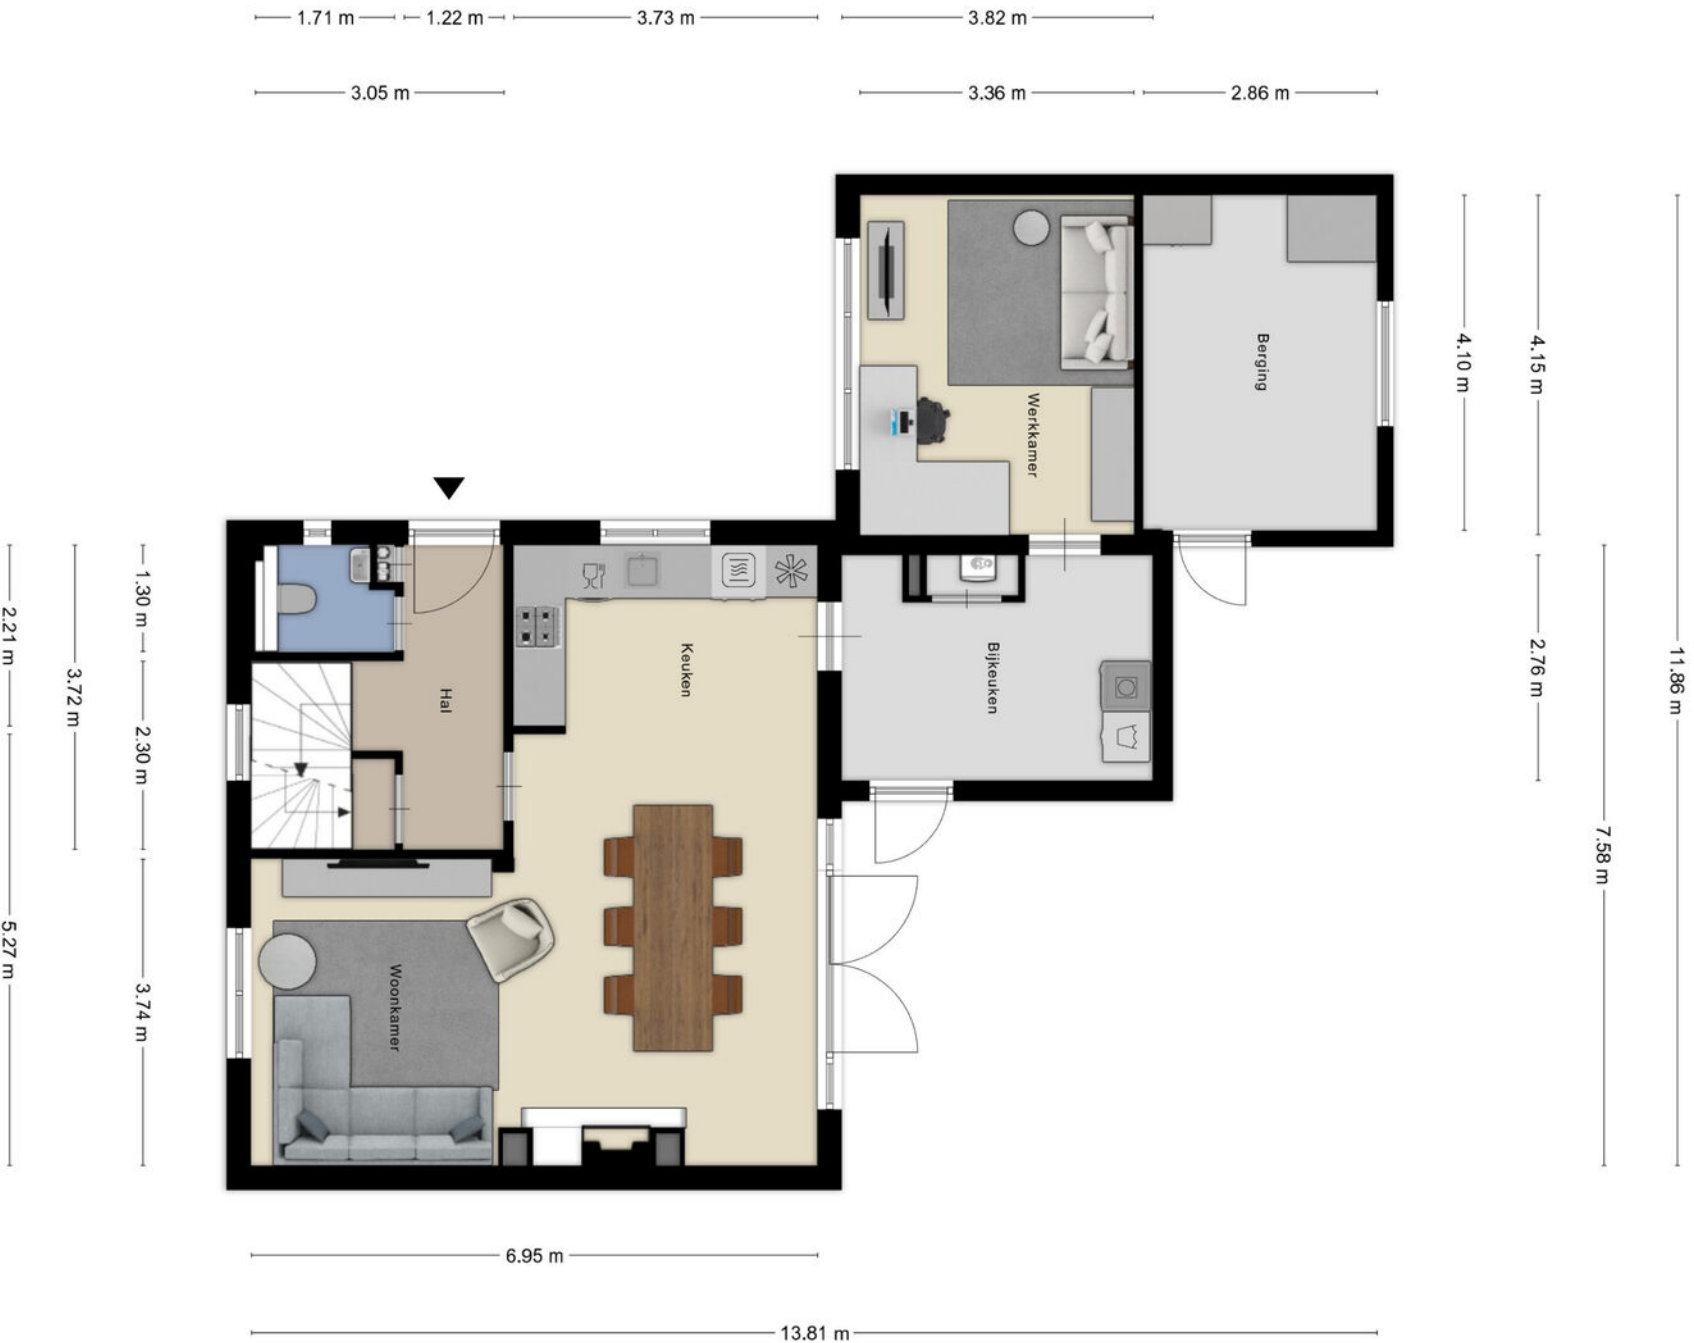 1.71 m
1.22 m
3.73 m
3.82 m
3.05 m
3.36 m
2.86 m
Berging
Werkkamer
4.10 m
4.15 m
11.86 m
2.21 m
3.72 m
1.30 m
2.30 m
Hal
Keuken
Bijkeuken
2.76 m
7.58 m
5.27 m
3.74 m
Woonkamer
6.95 m
13.81 m